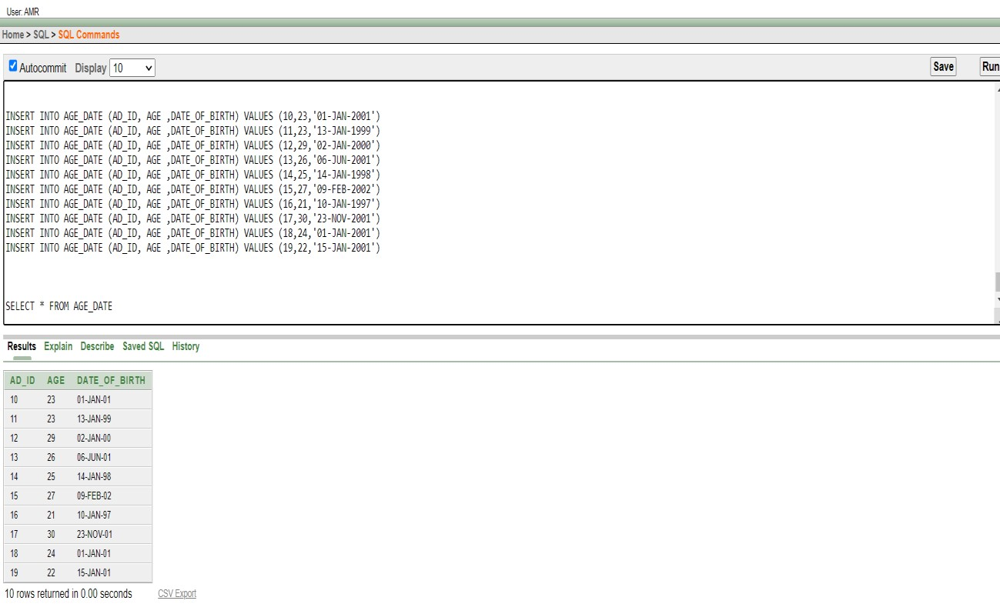 User: AMR
Home > SQL > SQL Commands
Autocommit Display 10 Save Run
INSERT INTO AGE_DATE (AD_ID, AGE ,DATE_OF_BIRTH) VALUES (10,23,'01-JAN-2001')
INSERT INTO AGE_DATE (AD_ID, AGE ,DATE_OF_BIRTH) VALUES (11,23,'13-JAN-1999')
INSERT INTO AGE_DATE (AD_ID, AGE ,DATE_OF_BIRTH) VALUES (12,29,'02-JAN-2000')
INSERT INTO AGE_DATE (AD_ID, AGE ,DATE_OF_BIRTH) VALUES (13,26,'06-JUN-2001')
INSERT INTO AGE_DATE (AD_ID, AGE ,DATE_OF_BIRTH) VALUES (14,25,'14-JAN-1998')
INSERT INTO AGE_DATE (AD_ID, AGE ,DATE_OF_BIRTH) VALUES (15,27,'09-FEB-2002')
INSERT INTO AGE_DATE (AD_ID, AGE ,DATE_OF_BIRTH) VALUES (16,21,'10-JAN-1997')
INSERT INTO AGE_DATE (AD_ID, AGE ,DATE_OF_BIRTH) VALUES (17,30,'23-NOV-2001')
INSERT INTO AGE_DATE (AD_ID, AGE ,DATE_OF_BIRTH) VALUES (18,24,'01-JAN-2001')
INSERT INTO AGE_DATE (AD_ID, AGE ,DATE_OF_BIRTH) VALUES (19,22,'15-JAN-2001')
SELECT * FROM AGE_DATE
Results Explain Describe Saved SQL History
AD_ID AGE DATE_OF_BIRTH
10 23 01-JAN-01
11 23 13-JAN-99
12 29 02-JAN-00
13 26 06-JUN-01
14 25 14-JAN-98
15 27 09-FEB-02
16 21 10-JAN-97
17 30 23-NOV-01
18 24 01-JAN-01
19 22 15-JAN-01
10 rows returned in 0.00 seconds CSV Export